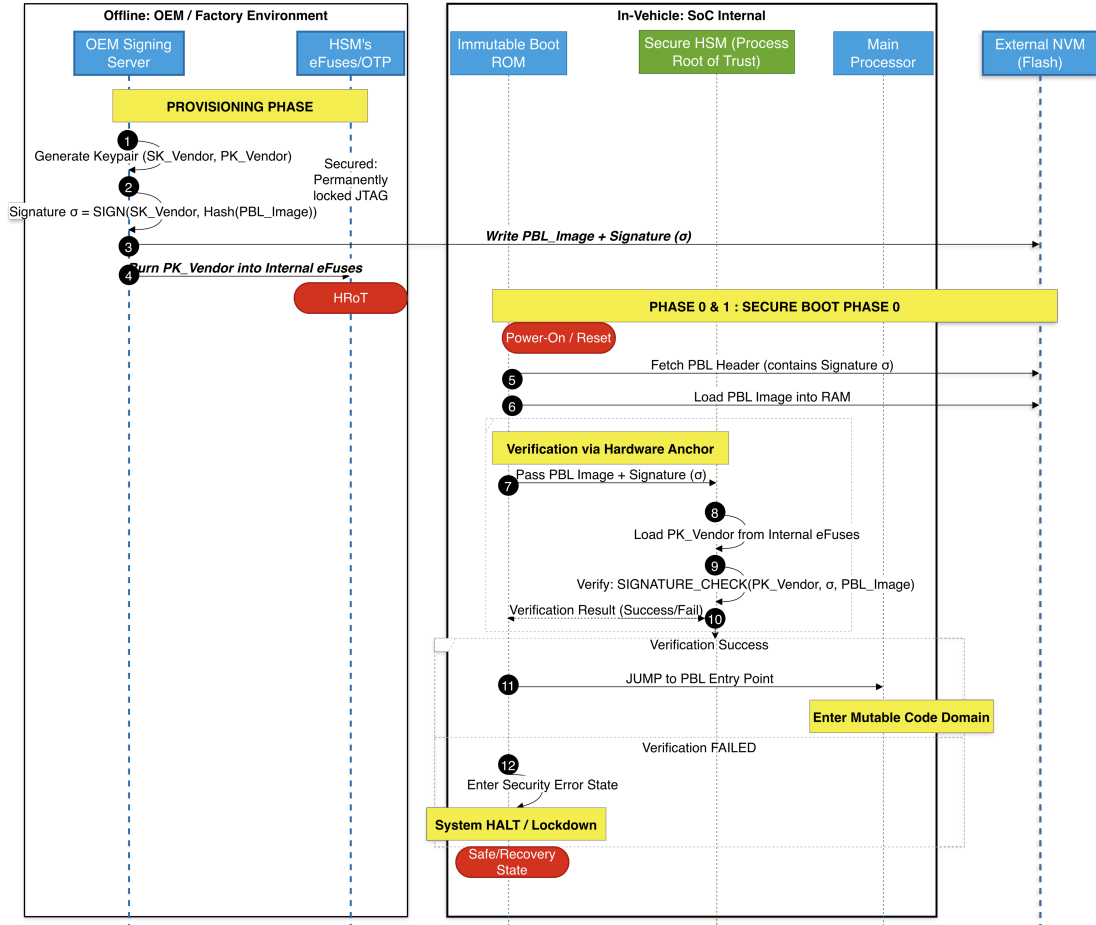 Offline: OEM / Factory Environment
In-Vehicle: SoC Internal
OEM Signing
Server
HSM's
eFuses/OTP
Immutable Boot
ROM
Secure HSM (Process
Root of Trust)
Main
Processor
External NVM
(Flash)
PROVISIONING PHASE
1
Generate Keypair (SK_Vendor, PK_Vendor)
Secured:
Permanently
locked JTAG
2
Signature σ = SIGN(SK_Vendor, Hash(PBL_Image))
3
Write PBL_Image + Signature (σ)
4
Burn PK_Vendor into Internal eFuses
HRoT
PHASE 0 & 1 : SECURE BOOT PHASE 0
Power-On / Reset
5
Fetch PBL Header (contains Signature σ)
6
Load PBL Image into RAM
Verification via Hardware Anchor
7
Pass PBL Image + Signature (σ)
8
Load PK_Vendor from Internal eFuses
9
Verify: SIGNATURE_CHECK(PK_Vendor, σ, PBL_Image)
Verification Result (Success/Fail)
10
Verification Success
11
JUMP to PBL Entry Point
Enter Mutable Code Domain
Verification FAILED
12
Enter Security Error State
System HALT / Lockdown
Safe/Recovery
State